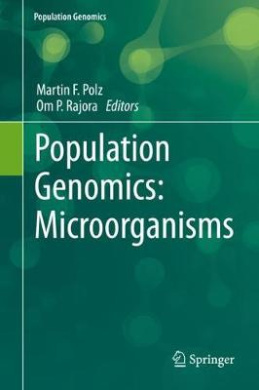 Population Genomics
Martin F. Polz
Om P. Rajora Editors
Population
Genomics:
Microorganisms
Springer